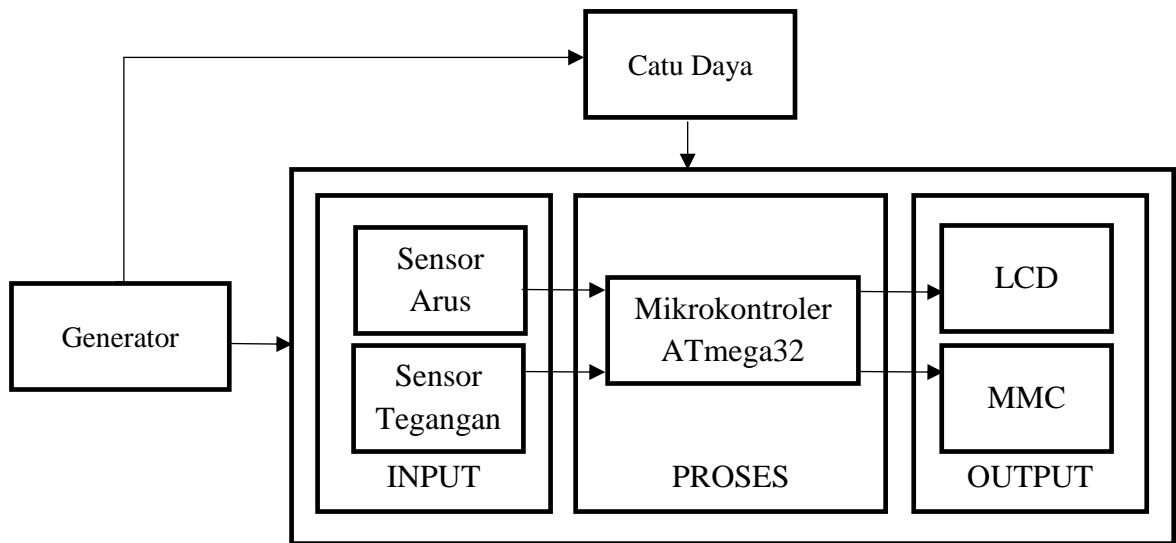 Catu Daya
Generator
Sensor
Arus
Sensor
Tegangan
INPUT
Mikrokontroler
ATmega32
PROSES
LCD
MMC
OUTPUT